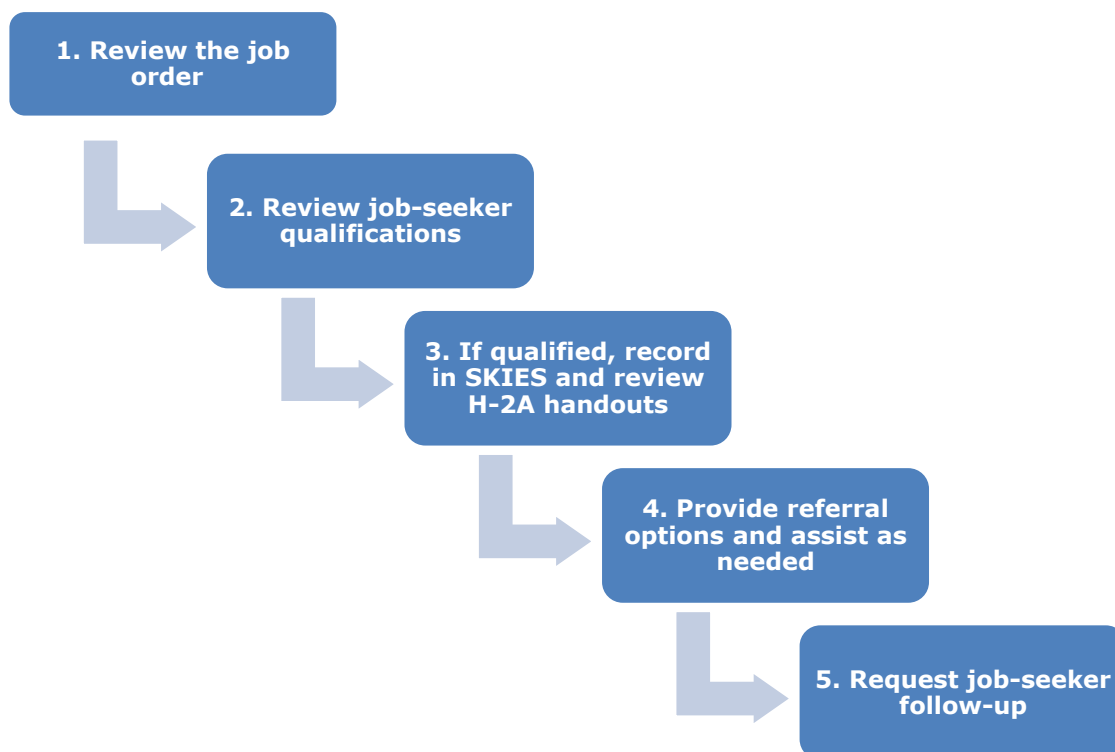 1. Review the job
order
2. Review job-seeker
qualifications
3. If qualified, record
in SKIES and review
H-2A handouts
4. Provide referral
options and assist as
needed
5. Request job-seeker
follow-up